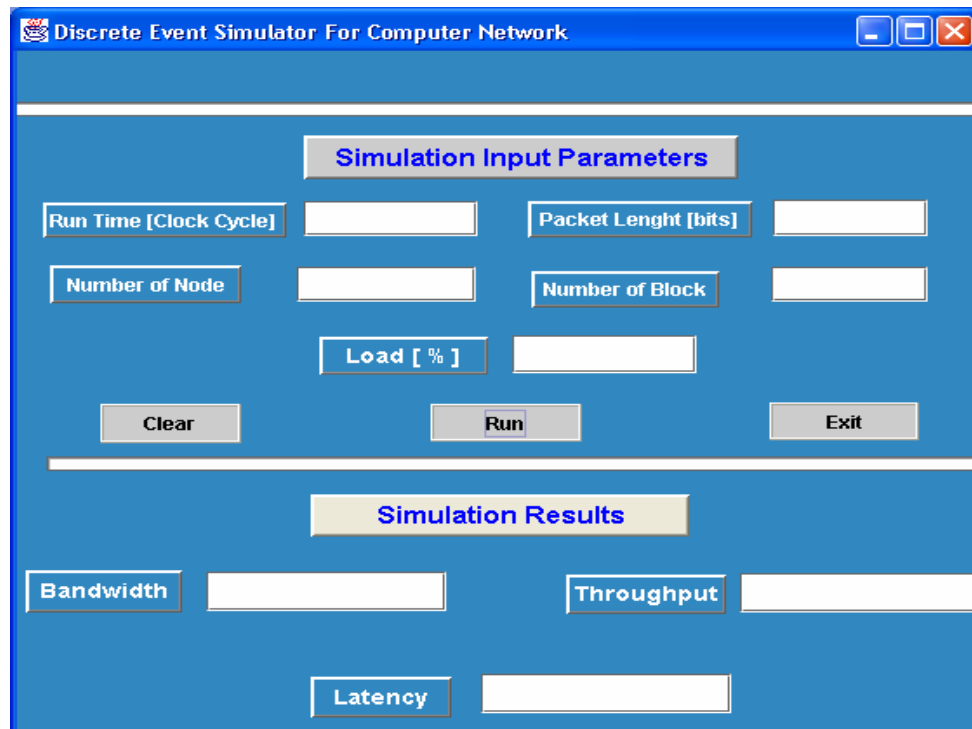 Discrete Event Simulator For Computer Network
Simulation Input Parameters
Run Time [Clock Cycle]
Packet Lenght [bits]
Number of Node
Number of Block
Load [ % ]
Clear
Run
Exit
Simulation Results
Bandwidth
Throughput
Latency